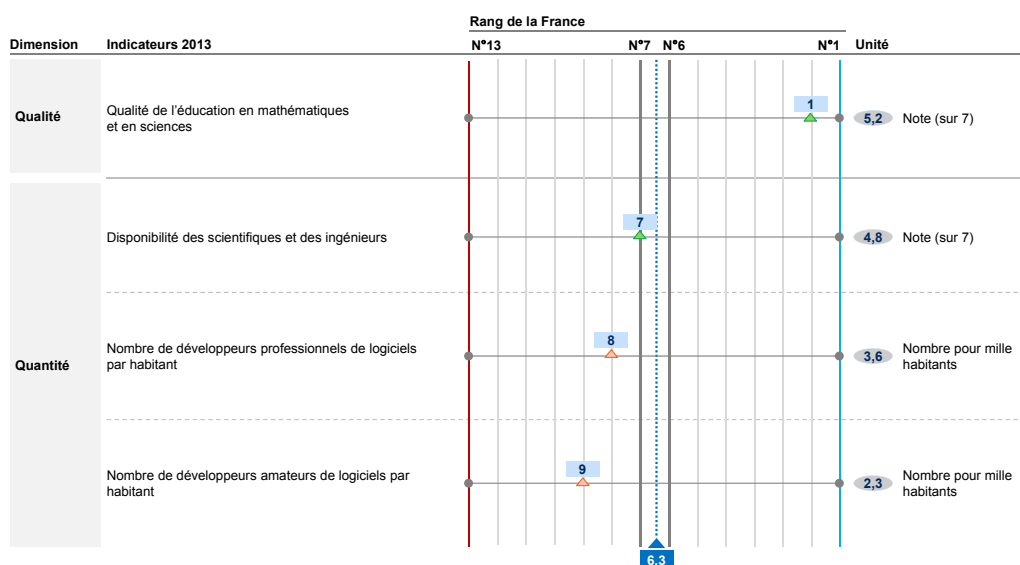 Rang de la France
Dimension Indicateurs 2013 N°13 N°7 N°6 N°1 Unité
Qualité
Qualité de l'éducation en mathématiques
et en sciences
1
5,2 Note (sur 7)
Quantité
Disponibilité des scientifiques et des ingénieurs
7
4,8 Note (sur 7)
Nombre de développeurs professionnels de logiciels
par habitant
8
3,6 Nombre pour mille
habitants
Nombre de développeurs amateurs de logiciels par
habitant
9
2,3 Nombre pour mille
habitants
6,3